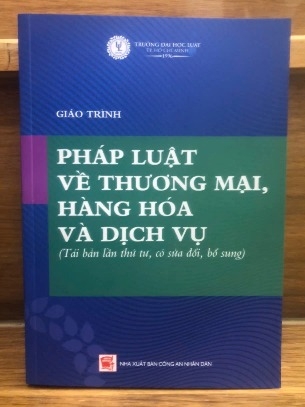 TRƯỜNG ĐẠI HỌC LUẬT
TP. HỒ CHÍ MINH
1996
GIÁO TRÌNH
PHÁP LUẬT
VỀ THƯƠNG MẠI,
HÀNG HÓA
VÀ DỊCH VỤ
(Tái bản lần thứ tư, có sửa đổi, bổ sung)
NHÀ XUẤT BẢN CÔNG AN NHÂN DÂN